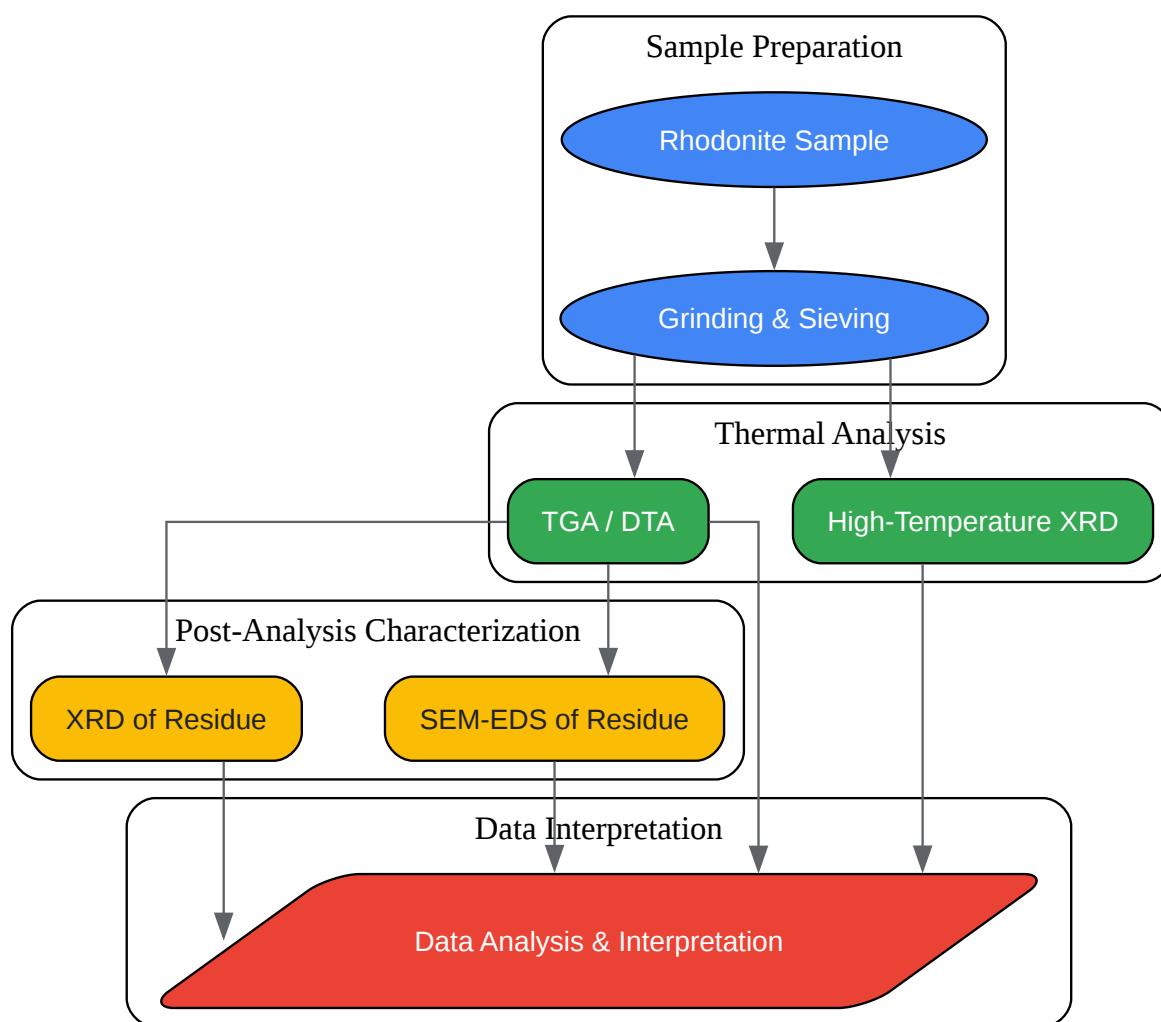 Sample Preparation
Rhodonite Sample
Grinding & Sieving
Thermal Analysis
TGA / DTA
High-Temperature XRD
Post-Analysis Characterization
XRD of Residue
SEM-EDS of Residue
Data Interpretation
Data Analysis & Interpretation